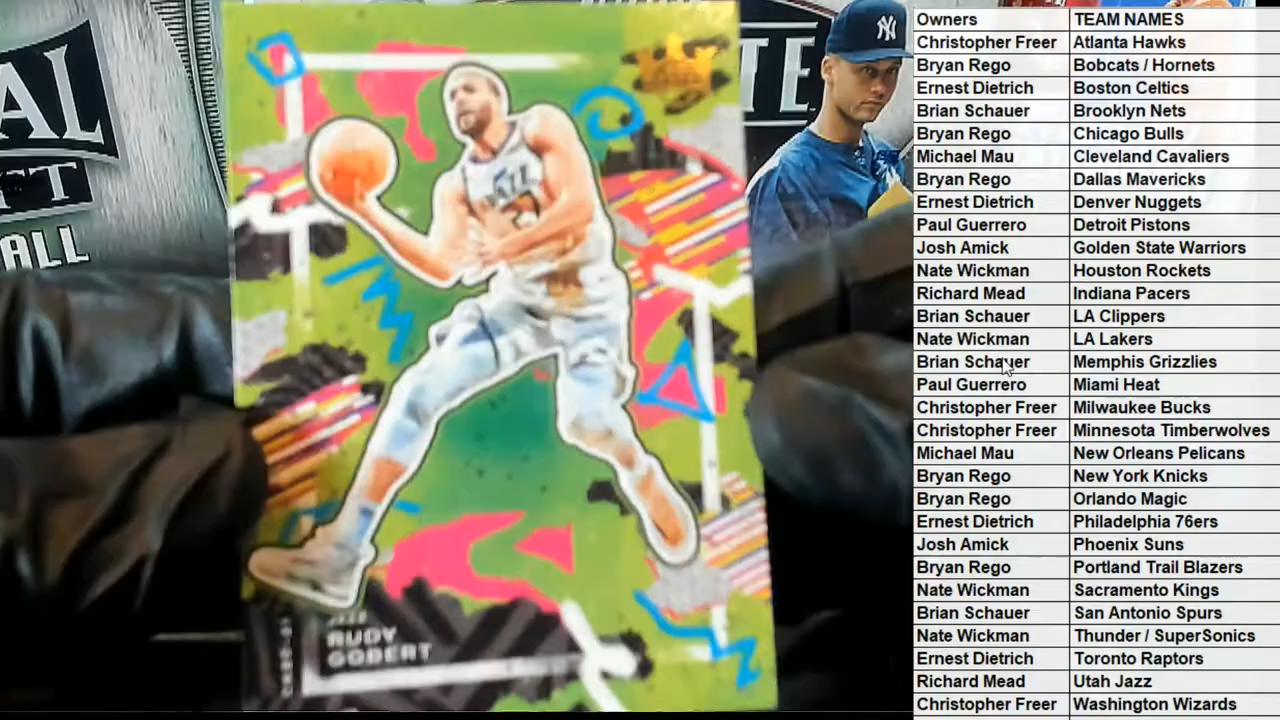 Owners TEAM NAMES
Christopher Freer Atlanta Hawks
Bryan Rego Bobcats / Hornets
Ernest Dietrich Boston Celtics
Brian Schauer Brooklyn Nets
Bryan Rego Chicago Bulls
Michael Mau Cleveland Cavaliers
Bryan Rego Dallas Mavericks
Ernest Dietrich Denver Nuggets
Paul Guerrero Detroit Pistons
Josh Amick Golden State Warriors
Nate Wickman Houston Rockets
Richard Mead Indiana Pacers
Brian Schauer LA Clippers
Nate Wickman LA Lakers
Brian Schauer Memphis Grizzlies
Paul Guerrero Miami Heat
Christopher Freer Milwaukee Bucks
Christopher Freer Minnesota Timberwolves
Michael Mau New Orleans Pelicans
Bryan Rego New York Knicks
Bryan Rego Orlando Magic
Ernest Dietrich Philadelphia 76ers
Josh Amick Phoenix Suns
Bryan Rego Portland Trail Blazers
Nate Wickman Sacramento Kings
Brian Schauer San Antonio Spurs
Nate Wickman Thunder / SuperSonics
Ernest Dietrich Toronto Raptors
Richard Mead Utah Jazz
Christopher Freer Washington Wizards
RUDY
GOBERT
NY